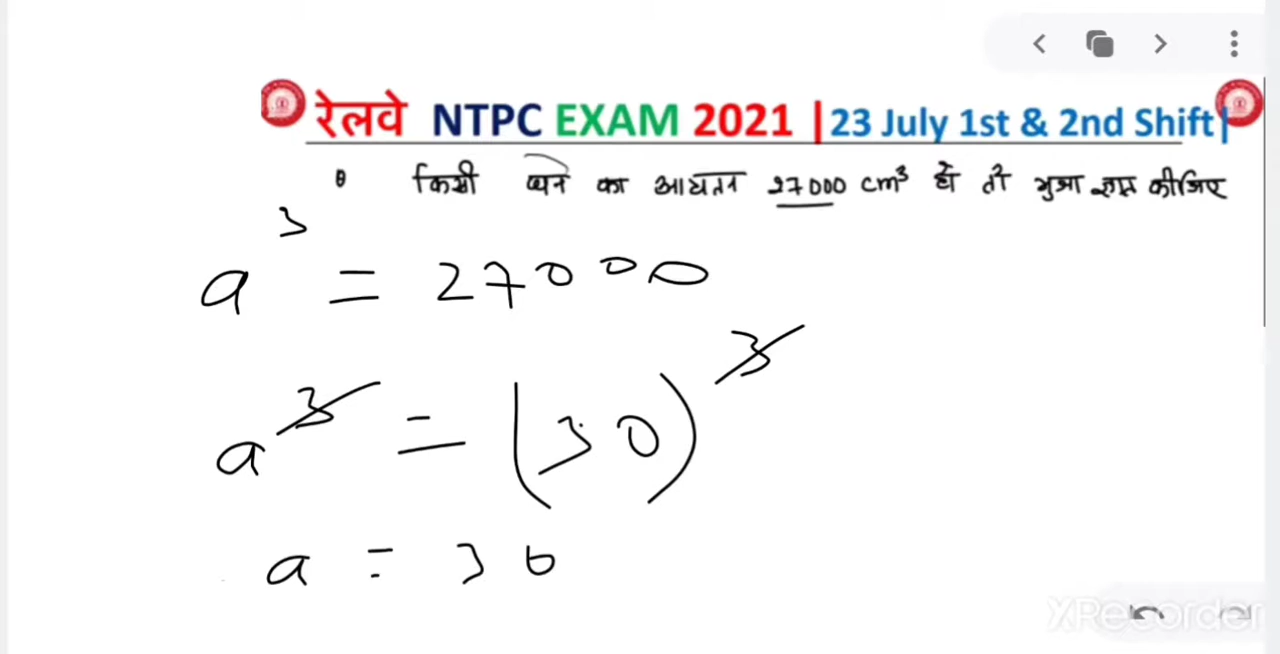 रेलवे NTPC EXAM 2021 | 23 July 1st & 2nd Shift|
किसी घन का आयतन 27000 cm³ हो तो भुजा ज्ञात कीजिए
a³ = 27000
a³ = (30)³
a = 30
XRecorder